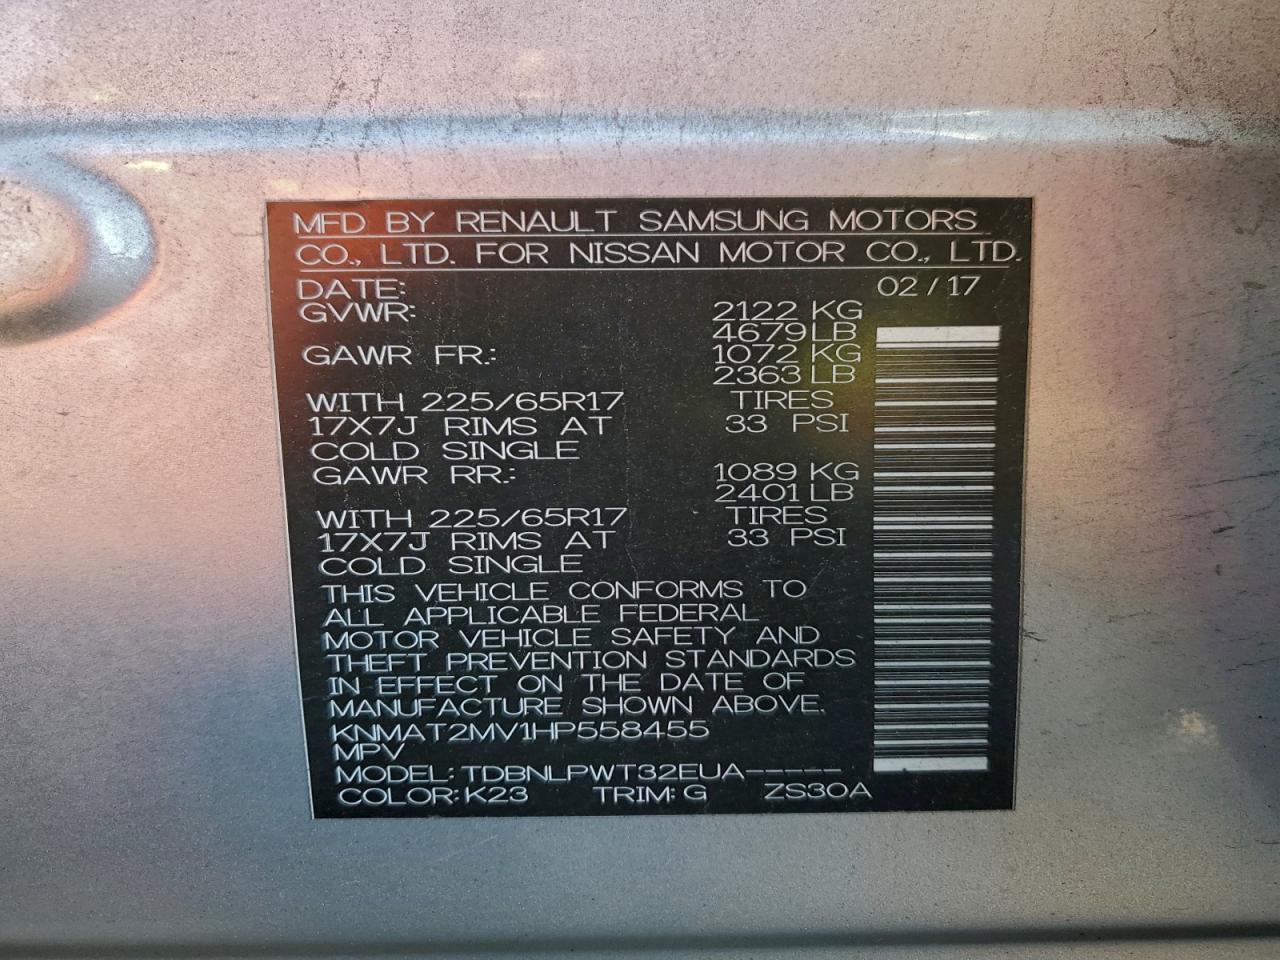 MFD BY RENAULT SAMSUNG MOTORS
CO., LTD. FOR NISSAN MOTOR CO., LTD.
DATE: 02 / 17
GVWR: 2122 KG
4679 LB
GAWR FR.: 1072 KG
2363 LB
WITH 225/65R17 TIRES
17X7J RIMS AT 33 PSI
COLD SINGLE
GAWR RR.: 1089 KG
2401 LB
WITH 225/65R17 TIRES
17X7J RIMS AT 33 PSI
COLD SINGLE
THIS VEHICLE CONFORMS TO
ALL APPLICABLE FEDERAL
MOTOR VEHICLE SAFETY AND
THEFT PREVENTION STANDARDS
IN EFFECT ON THE DATE OF
MANUFACTURE SHOWN ABOVE.
KNMAT2MV1HP558455
MPV
MODEL: TDBNLPWT32EUA-----
COLOR: K23 TRIM: G ZS30A